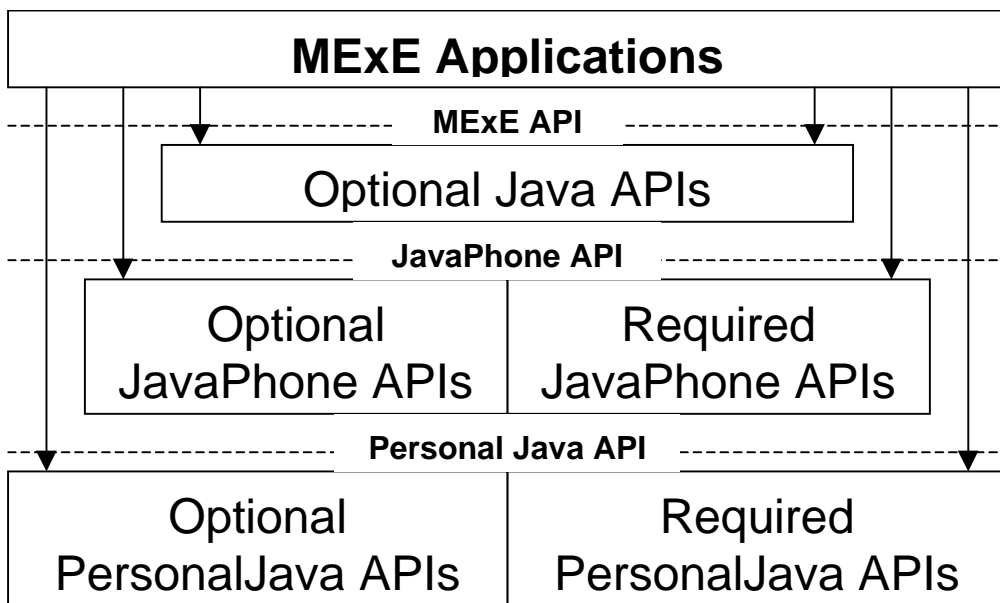 MExE Applications
MExE API
Optional Java APIs
JavaPhone API
Optional
JavaPhone APIs
Required
JavaPhone APIs
Personal Java API
Optional
PersonalJava APIs
Required
PersonalJava APIs